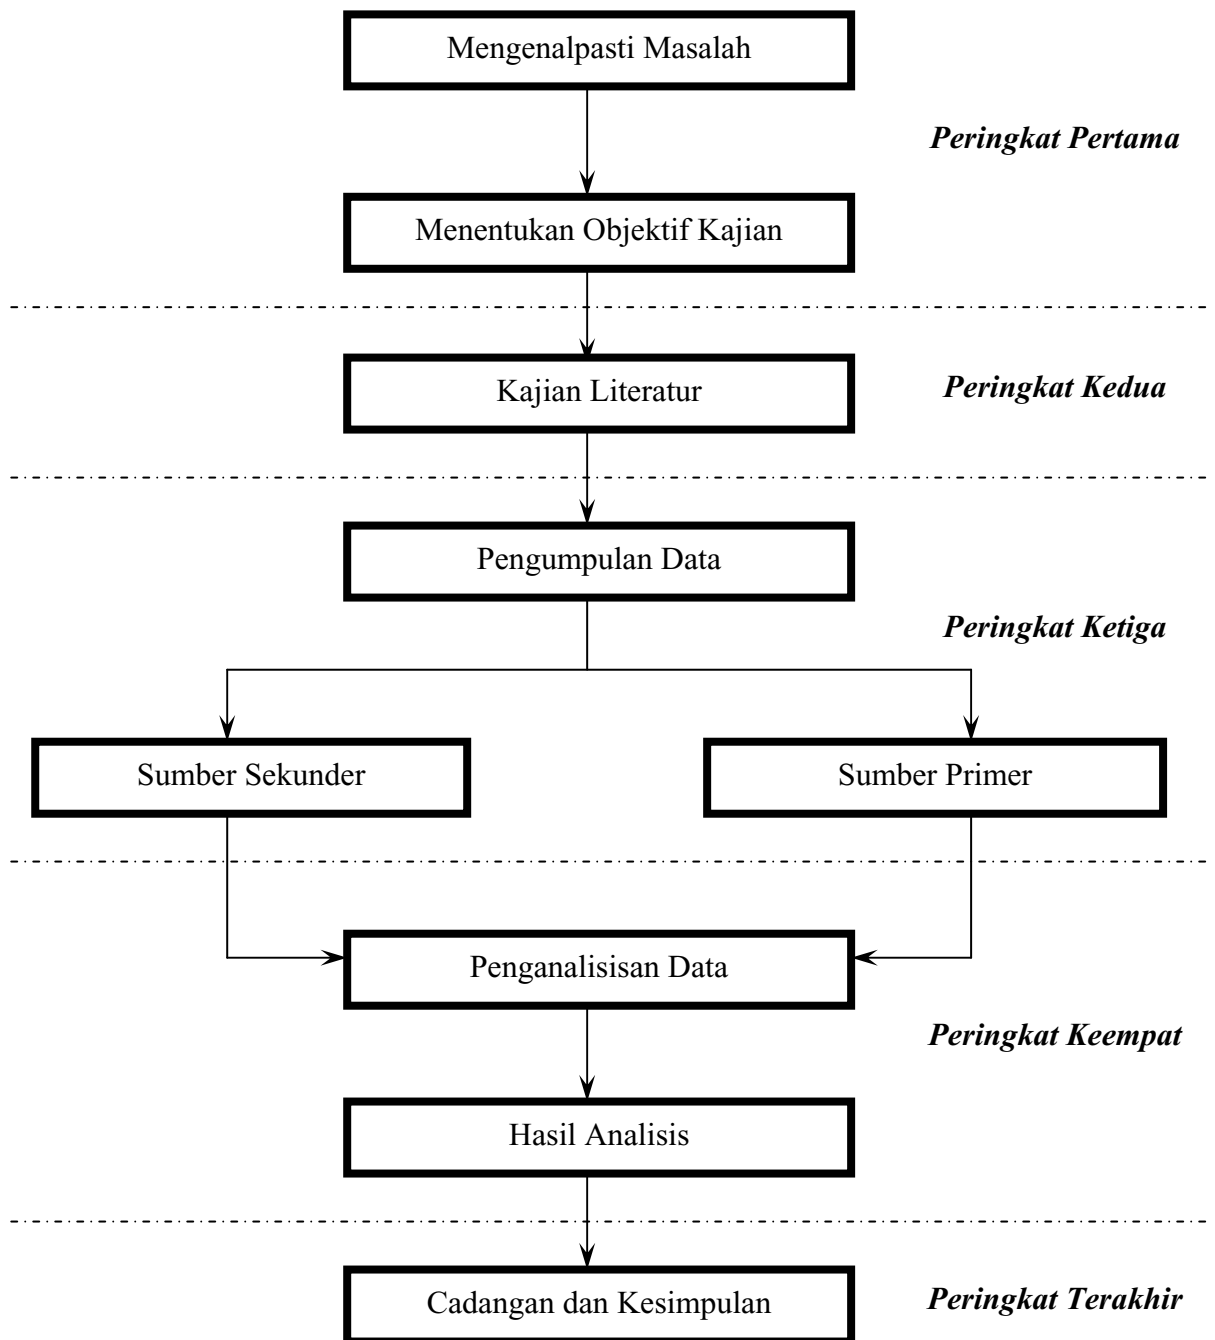 Mengenalpasti Masalah
Peringkat Pertama
Menentukan Objektif Kajian
Kajian Literatur
Peringkat Kedua
Pengumpulan Data
Peringkat Ketiga
Sumber Sekunder
Sumber Primer
Penganalisisan Data
Peringkat Keempat
Hasil Analisis
Cadangan dan Kesimpulan
Peringkat Terakhir